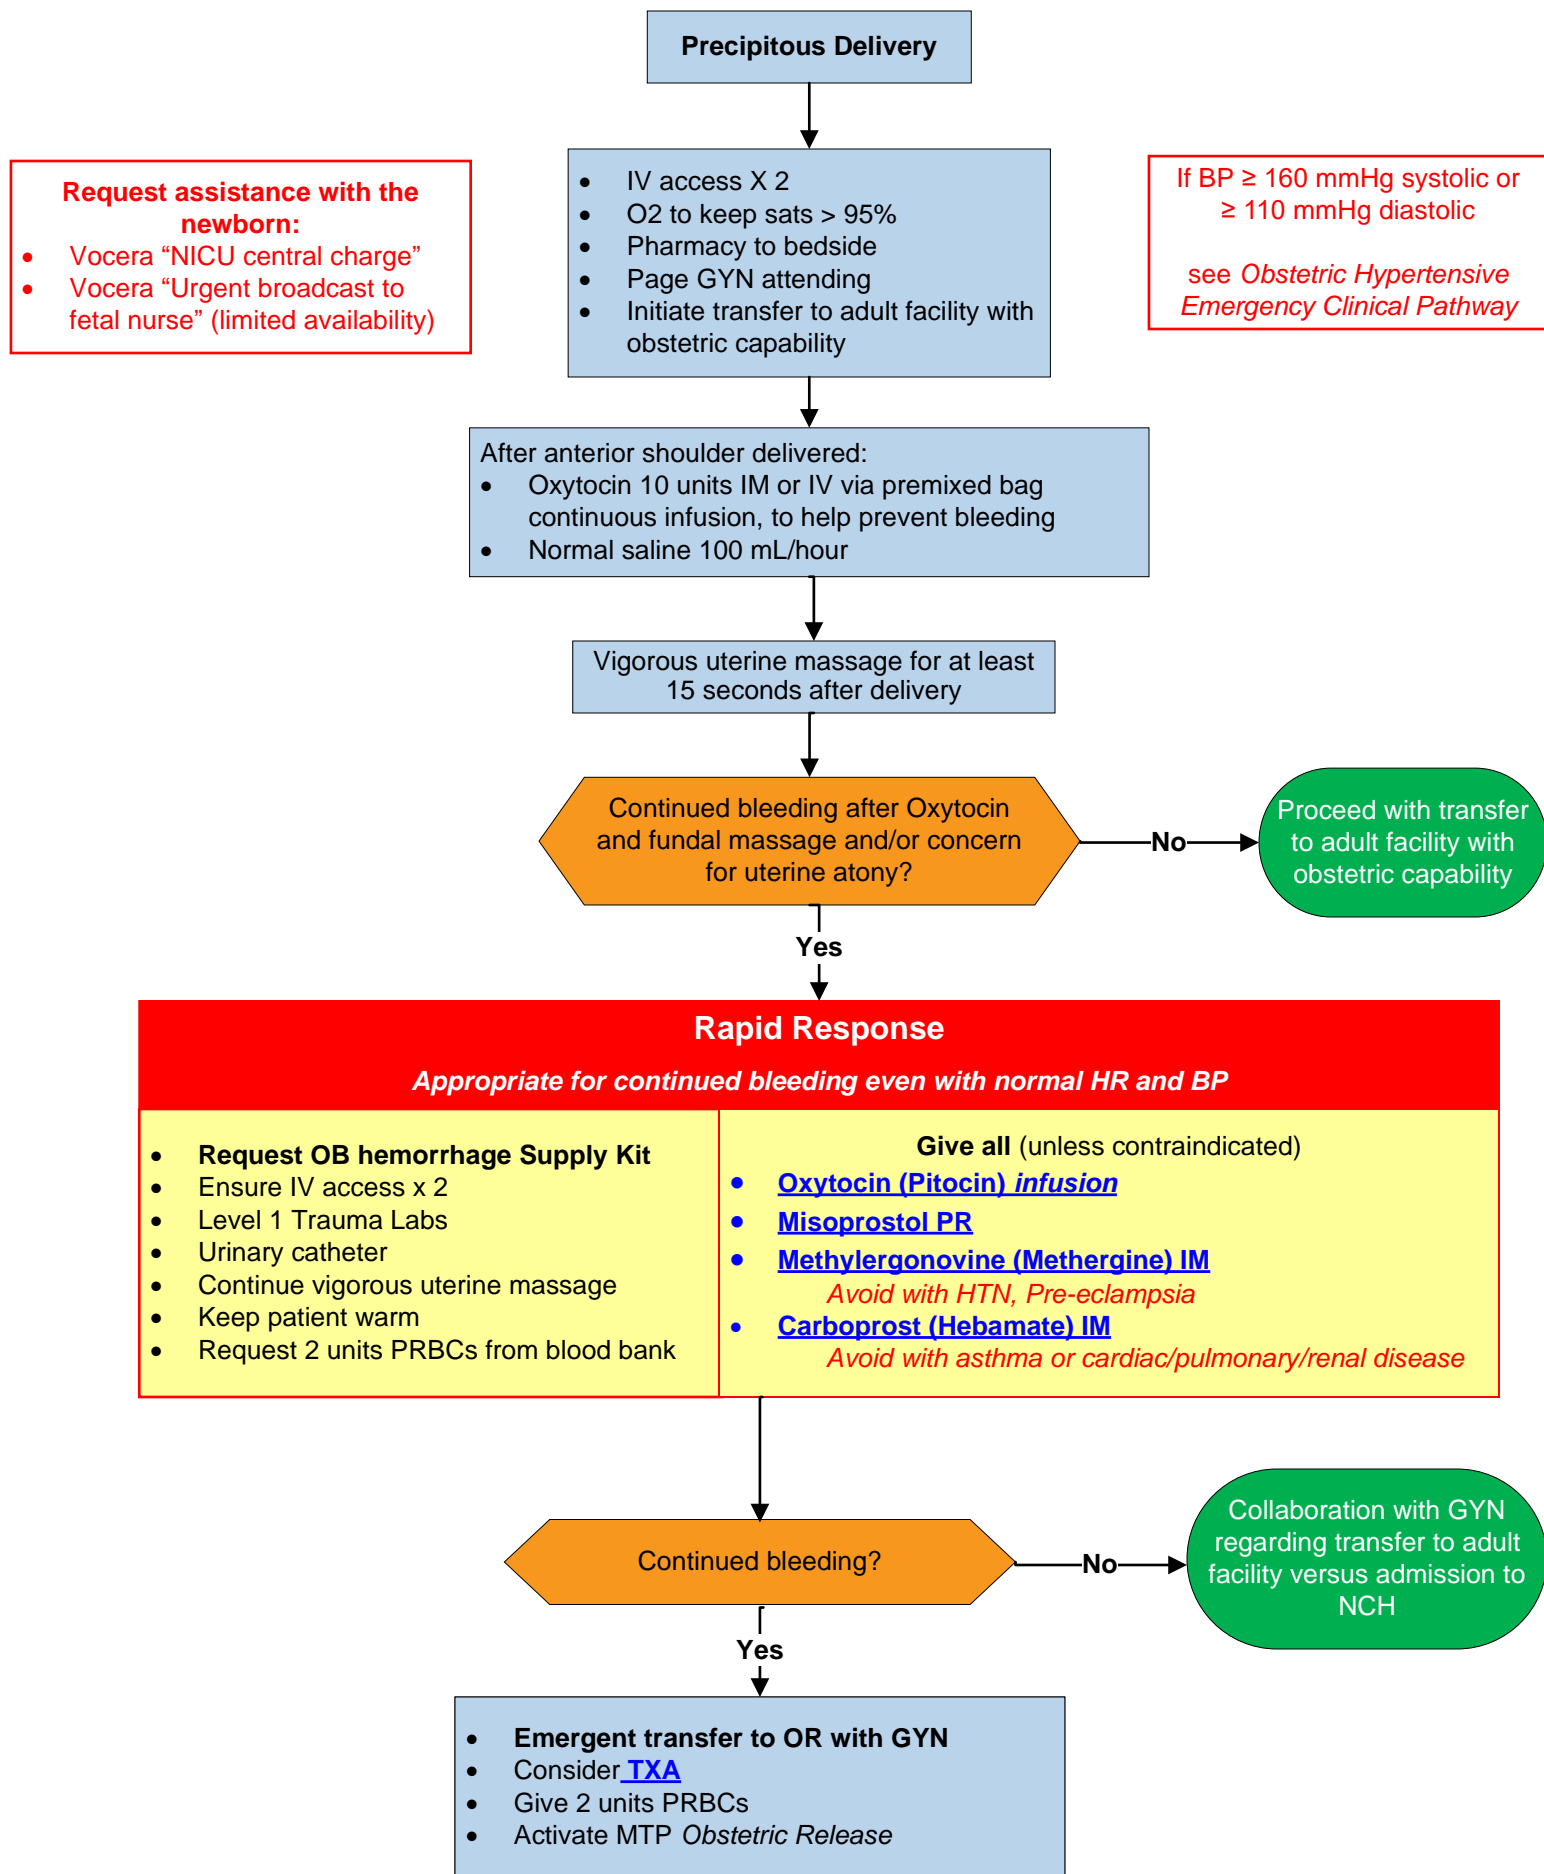 Precipitous Delivery
Request assistance with the
newborn:
• Vocera “NICU central charge”
• Vocera “Urgent broadcast to
fetal nurse” (limited availability)
• IV access X 2
• O2 to keep sats > 95%
• Pharmacy to bedside
• Page GYN attending
• Initiate transfer to adult facility with
obstetric capability
If BP ≥ 160 mmHg systolic or
≥ 110 mmHg diastolic
see Obstetric Hypertensive
Emergency Clinical Pathway
After anterior shoulder delivered:
• Oxytocin 10 units IM or IV via premixed bag
continuous infusion, to help prevent bleeding
• Normal saline 100 mL/hour
Vigorous uterine massage for at least
15 seconds after delivery
Continued bleeding after Oxytocin
and fundal massage and/or concern
for uterine atony?
No
Proceed with transfer
to adult facility with
obstetric capability
Yes
Rapid Response
Appropriate for continued bleeding even with normal HR and BP
• Request OB hemorrhage Supply Kit
• Ensure IV access x 2
• Level 1 Trauma Labs
• Urinary catheter
• Continue vigorous uterine massage
• Keep patient warm
• Request 2 units PRBCs from blood bank
Give all (unless contraindicated)
• Oxytocin (Pitocin) infusion
• Misoprostol PR
• Methylergonovine (Methergine) IM
Avoid with HTN, Pre-eclampsia
• Carboprost (Hebamate) IM
Avoid with asthma or cardiac/pulmonary/renal disease
Continued bleeding?
No
Collaboration with GYN
regarding transfer to adult
facility versus admission to
NCH
Yes
• Emergent transfer to OR with GYN
• Consider TXA
• Give 2 units PRBCs
• Activate MTP Obstetric Release